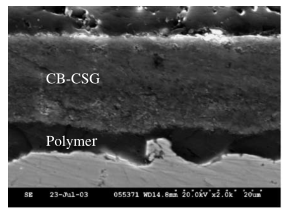 CB-CSG
Polymer
SE 23-Jul-03 055371 WD14.8mm 20.0kV x2.0k 20um